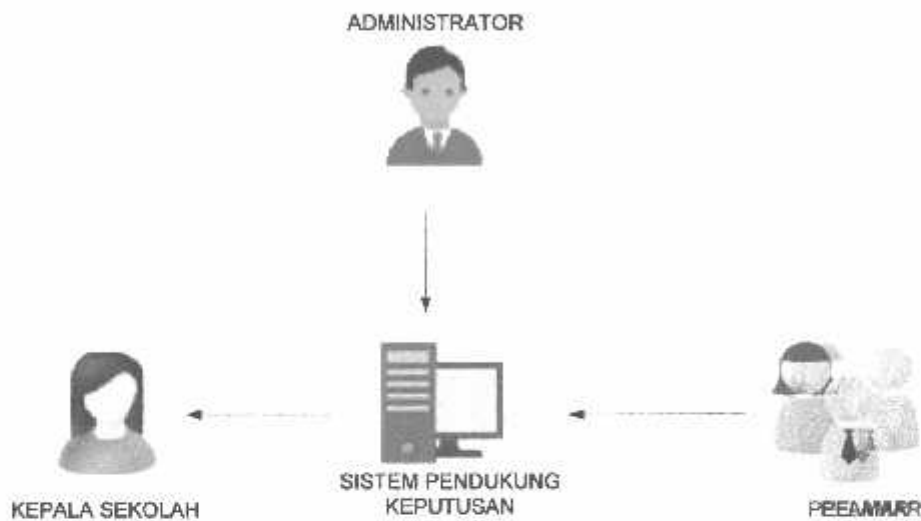 ADMINISTRATOR
SISTEM PENDUKUNG
KEPUTUSAN
KEPALA SEKOLAH